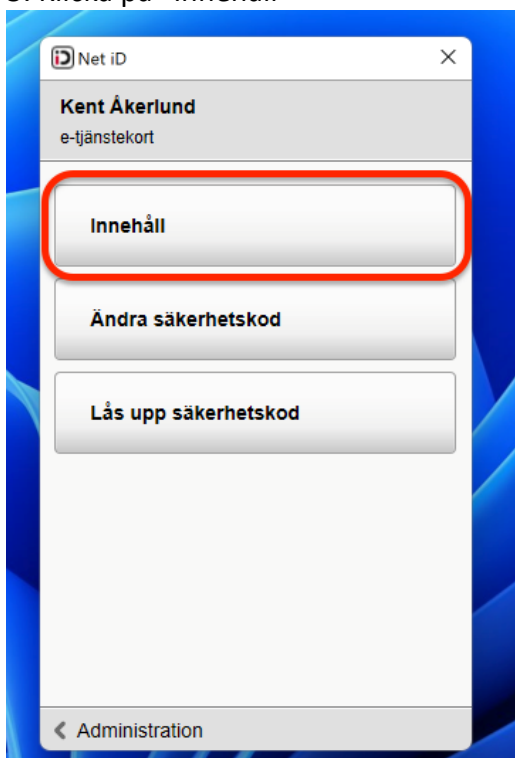 Net iD
Kent Åkerlund
e-tjänstekort
Innehåll
Ändra säkerhetskod
Lås upp säkerhetskod
Administration